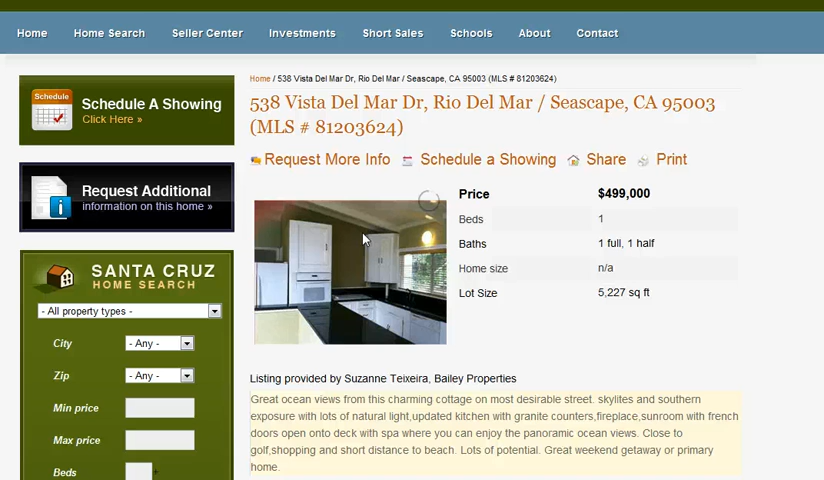 Home Home Search Seller Center Investments Short Sales Schools About Contact
Schedule
Schedule A Showing
Click Here »
Request Additional
information on this home »
SANTA CRUZ
HOME SEARCH
- All property types -
City - Any -
Zip - Any -
Min price
Max price
Beds +
Home / 538 Vista Del Mar Dr, Rio Del Mar / Seascape, CA 95003 (MLS # 81203624)
538 Vista Del Mar Dr, Rio Del Mar / Seascape, CA 95003
(MLS # 81203624)
Request More Info Schedule a Showing Share Print
Price $499,000
Beds 1
Baths 1 full, 1 half
Home size n/a
Lot Size 5,227 sq ft
Listing provided by Suzanne Teixeira, Bailey Properties
Great ocean views from this charming cottage on most desirable street. skylites and southern
exposure with lots of natural light,updated kitchen with granite counters,fireplace,sunroom with french
doors open onto deck with spa where you can enjoy the panoramic ocean views. Close to
golf,shopping and short distance to beach. Lots of potential. Great weekend getaway or primary
home.